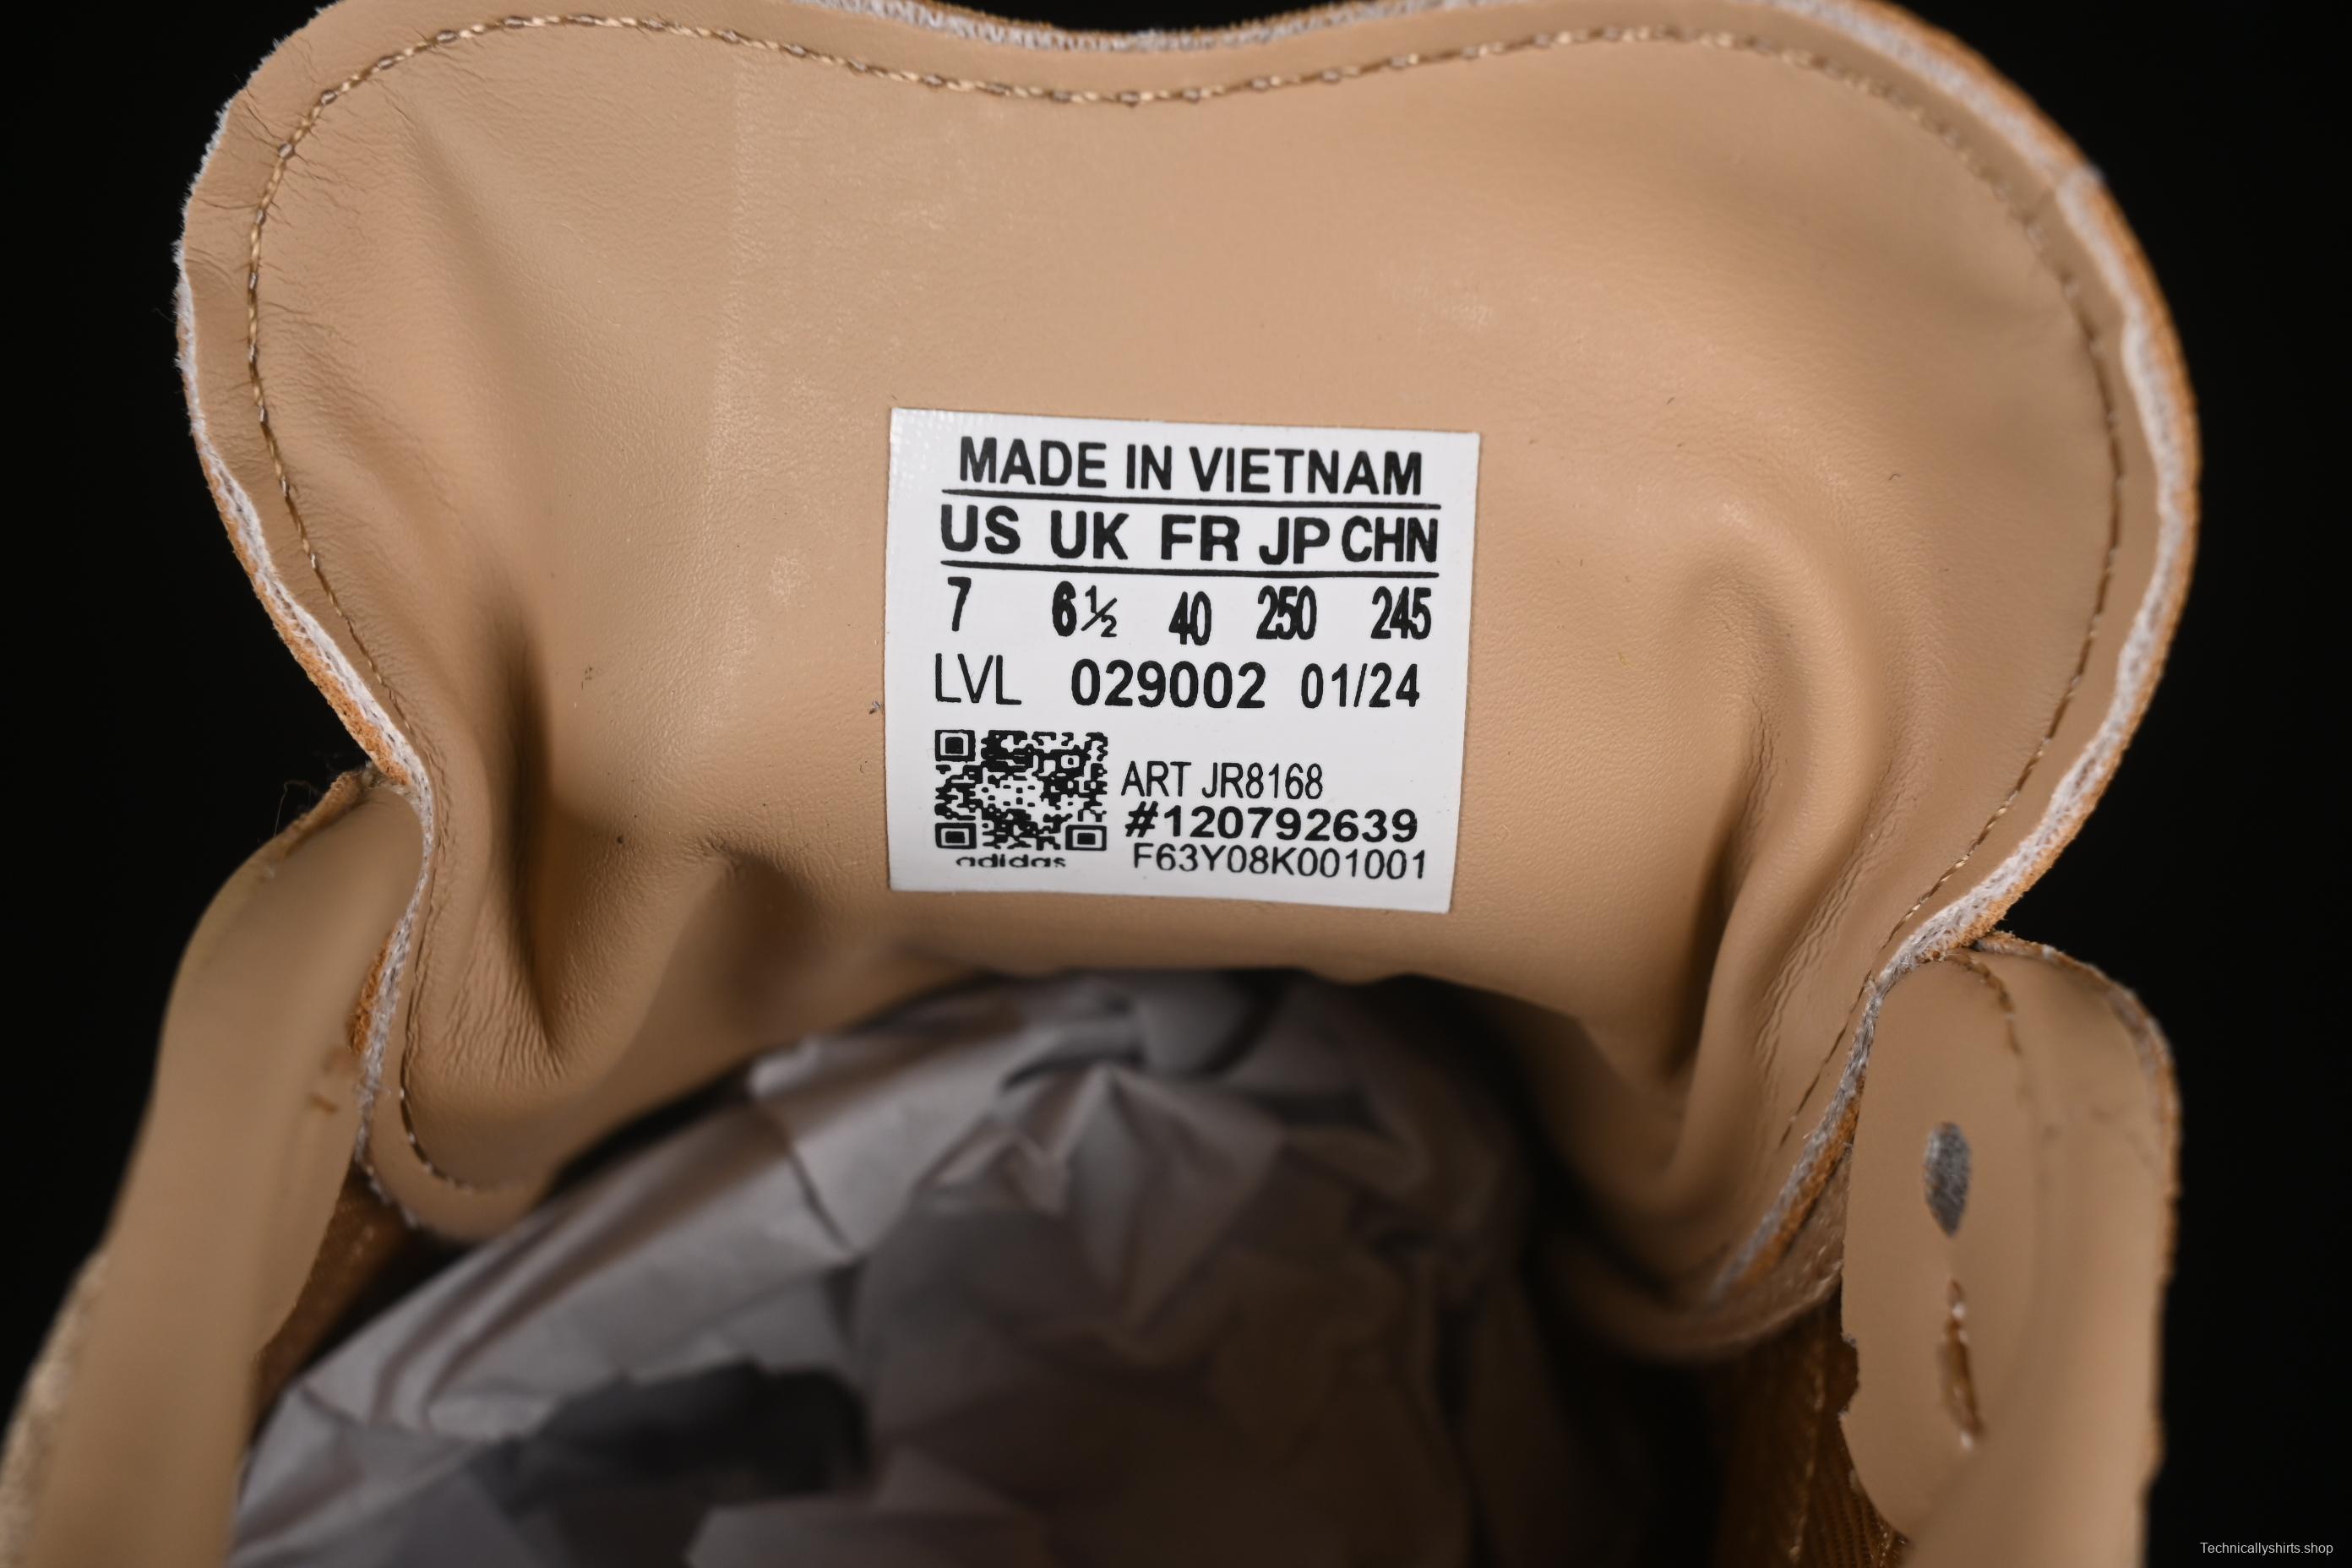 MADE IN VIETNAM
US UK FR JP CHN
7 6½ 40 250 245
LVL 029002 01/24
ART JR8168
#120792639
adidas F63Y08K001001
Technicallyshirts.shop